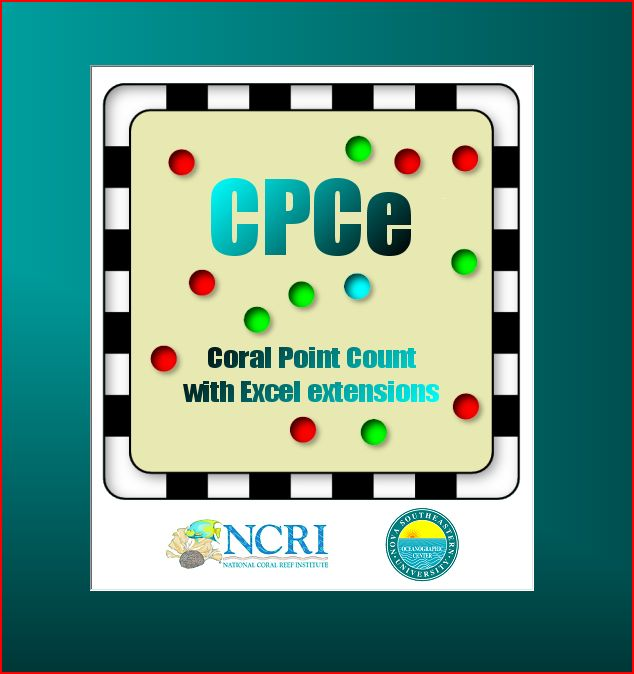 CPCe
Coral Point Count
with Excel extensions
NCRI
NATIONAL CORAL REEF INSTITUTE
NOVA SOUTHEASTERN
OCEANOGRAPHIC
CENTER
UNIVERSITY